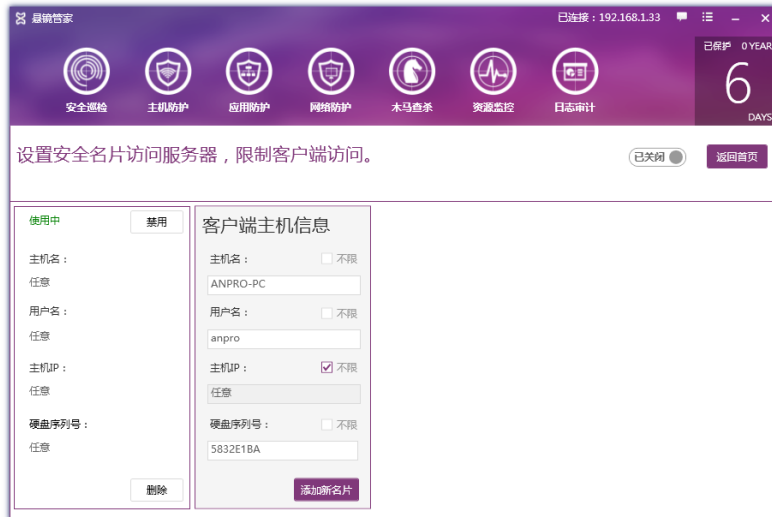 悬镜管家
已连接：192.168.1.33
已保护 0 YEAR
6
DAYS
安全巡检 主机防护 应用防护 网络防护 木马查杀 资源监控 日志审计
设置安全名片访问服务器，限制客户端访问。
已关闭
返回首页
使用中
禁用
主机名：
任意
用户名：
任意
主机IP：
任意
硬盘序列号：
任意
删除
客户端主机信息
主机名： 不限
ANPRO-PC
用户名： 不限
anpro
主机IP： 不限
任意
硬盘序列号： 不限
5832E1BA
添加新名片